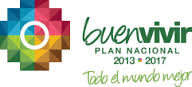 buenvivir
PLAN NACIONAL
2013 · 2017
Todo el mundo mejor